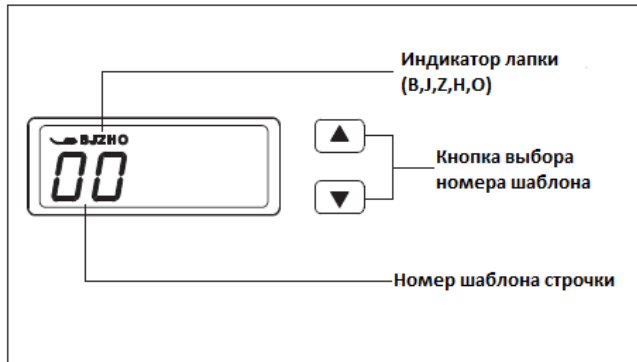 Индикатор лапки
(B,J,Z,H,O)
BJZHO
00
Кнопка выбора
номера шаблона
Номер шаблона строчки